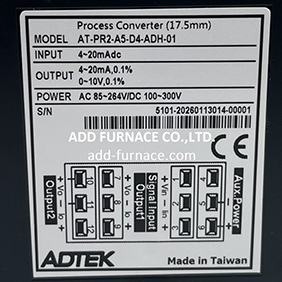 Process Converter (17.5mm)
MODEL AT-PR2-A5-D4-ADH-01
INPUT 4~20mAdc
OUTPUT 4~20mA,0.1%
0~10V,0.1%
POWER AC 85~264V/DC 100~300V
S/N 5101-20260113014-00001
ADD FURNACE CO.,LTD
add-furnace.com
CE
Output2
Signal Input
Output1
Aux.Power
ADTEK
Made in Taiwan